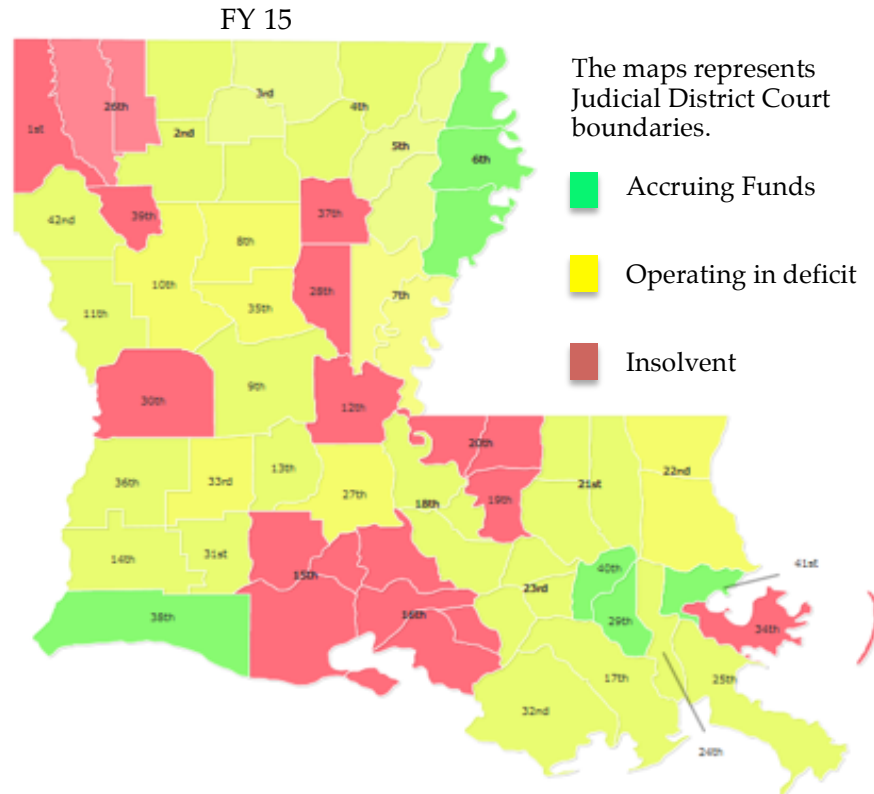 FY 15
The maps represents
Judicial District Court
boundaries.
Accruing Funds
Operating in deficit
Insolvent
1st
26th
2nd
3rd
4th
5th
6th
42nd
39th
37th
8th
10th
11th
35th
28th
7th
30th
9th
12th
20th
36th
33rd
13th
27th
18th
19th
21st
22nd
14th
31st
15th
16th
23rd
40th
41st
38th
29th
34th
17th
25th
32nd
24th